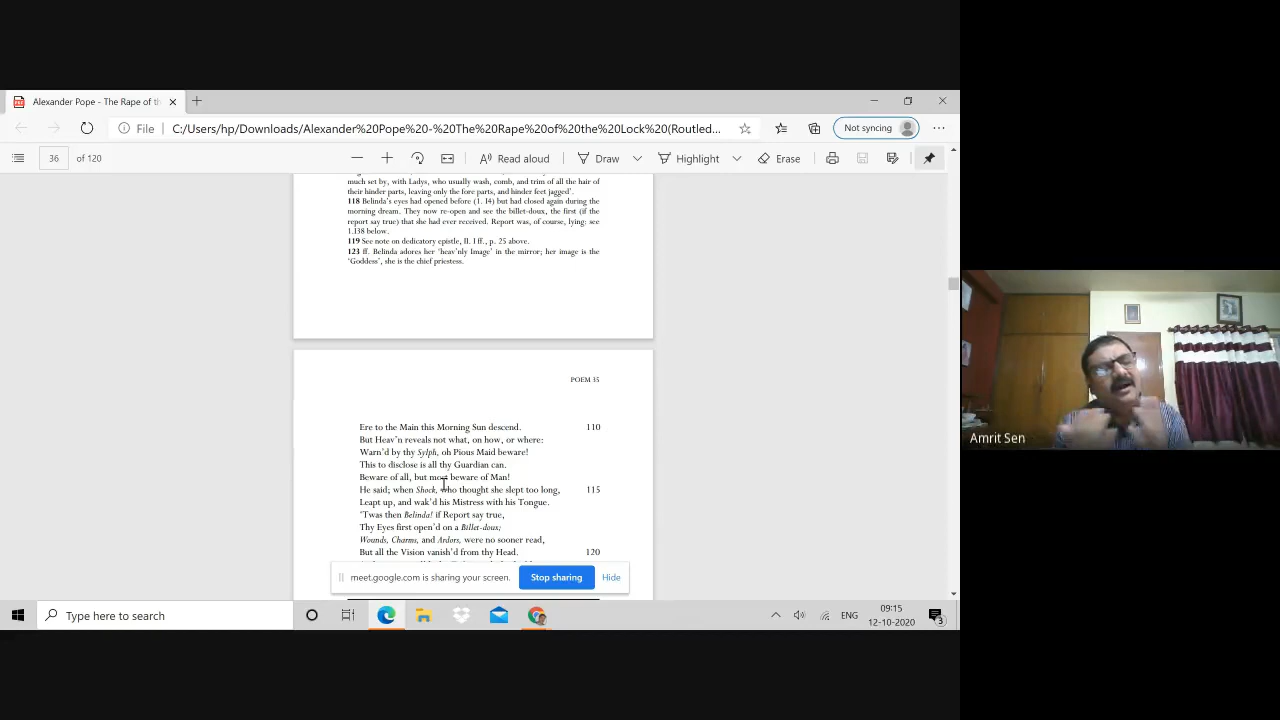 Alexander Pope - The Rape of th
File C:/Users/hp/Downloads/Alexander%20Pope%20-%20The%20Rape%20of%20the%20Lock%20(Routled...
Not syncing
36 of 120
Read aloud
Draw
Highlight
Erase
much set by, with Ladys, who usually wash, comb, and trim of all the hair of
their hinder parts, leaving only the fore parts, and hinder feet jagged'.
118 Belinda's eyes had opened before (1. I4) but had closed again during the
morning dream. They now re-open and see the billet-doux, the first (if the
report say true) that she had ever received. Report was, of course, lying: see
1.I38 below.
119 See note on dedicatory epistle, II. I ff., p. 25 above.
123 ff. Belinda adores her 'heav'nly Image' in the mirror; her image is the
'Goddess', she is the chief priestess.
POEM 35
Ere to the Main this Morning Sun descend. 110
But Heav'n reveals not what, on how, or where:
Warn'd by thy Sylph, oh Pious Maid beware!
This to disclose is all thy Guardian can.
Beware of all, but most beware of Man!
He said; when Shock, who thought she slept too long, 115
Leapt up, and wak'd his Mistress with his Tongue.
'Twas then Belinda! if Report say true,
Thy Eyes first open'd on a Billet-doux;
Wounds, Charms, and Ardors, were no sooner read,
But all the Vision vanish'd from thy Head. 120
meet.google.com is sharing your screen.
Stop sharing
Hide
Type here to search
ENG
09:15
12-10-2020
3
Amrit Sen